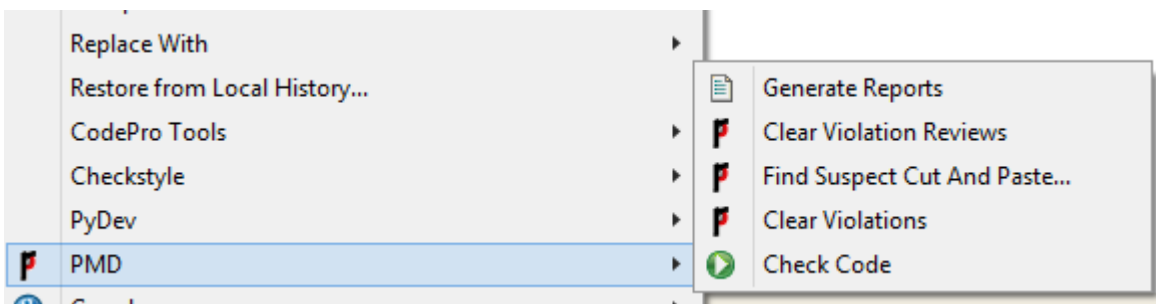 Replace With
Restore from Local History...
CodePro Tools
Checkstyle
PyDev
PMD
Generate Reports
Clear Violation Reviews
Find Suspect Cut And Paste...
Clear Violations
Check Code